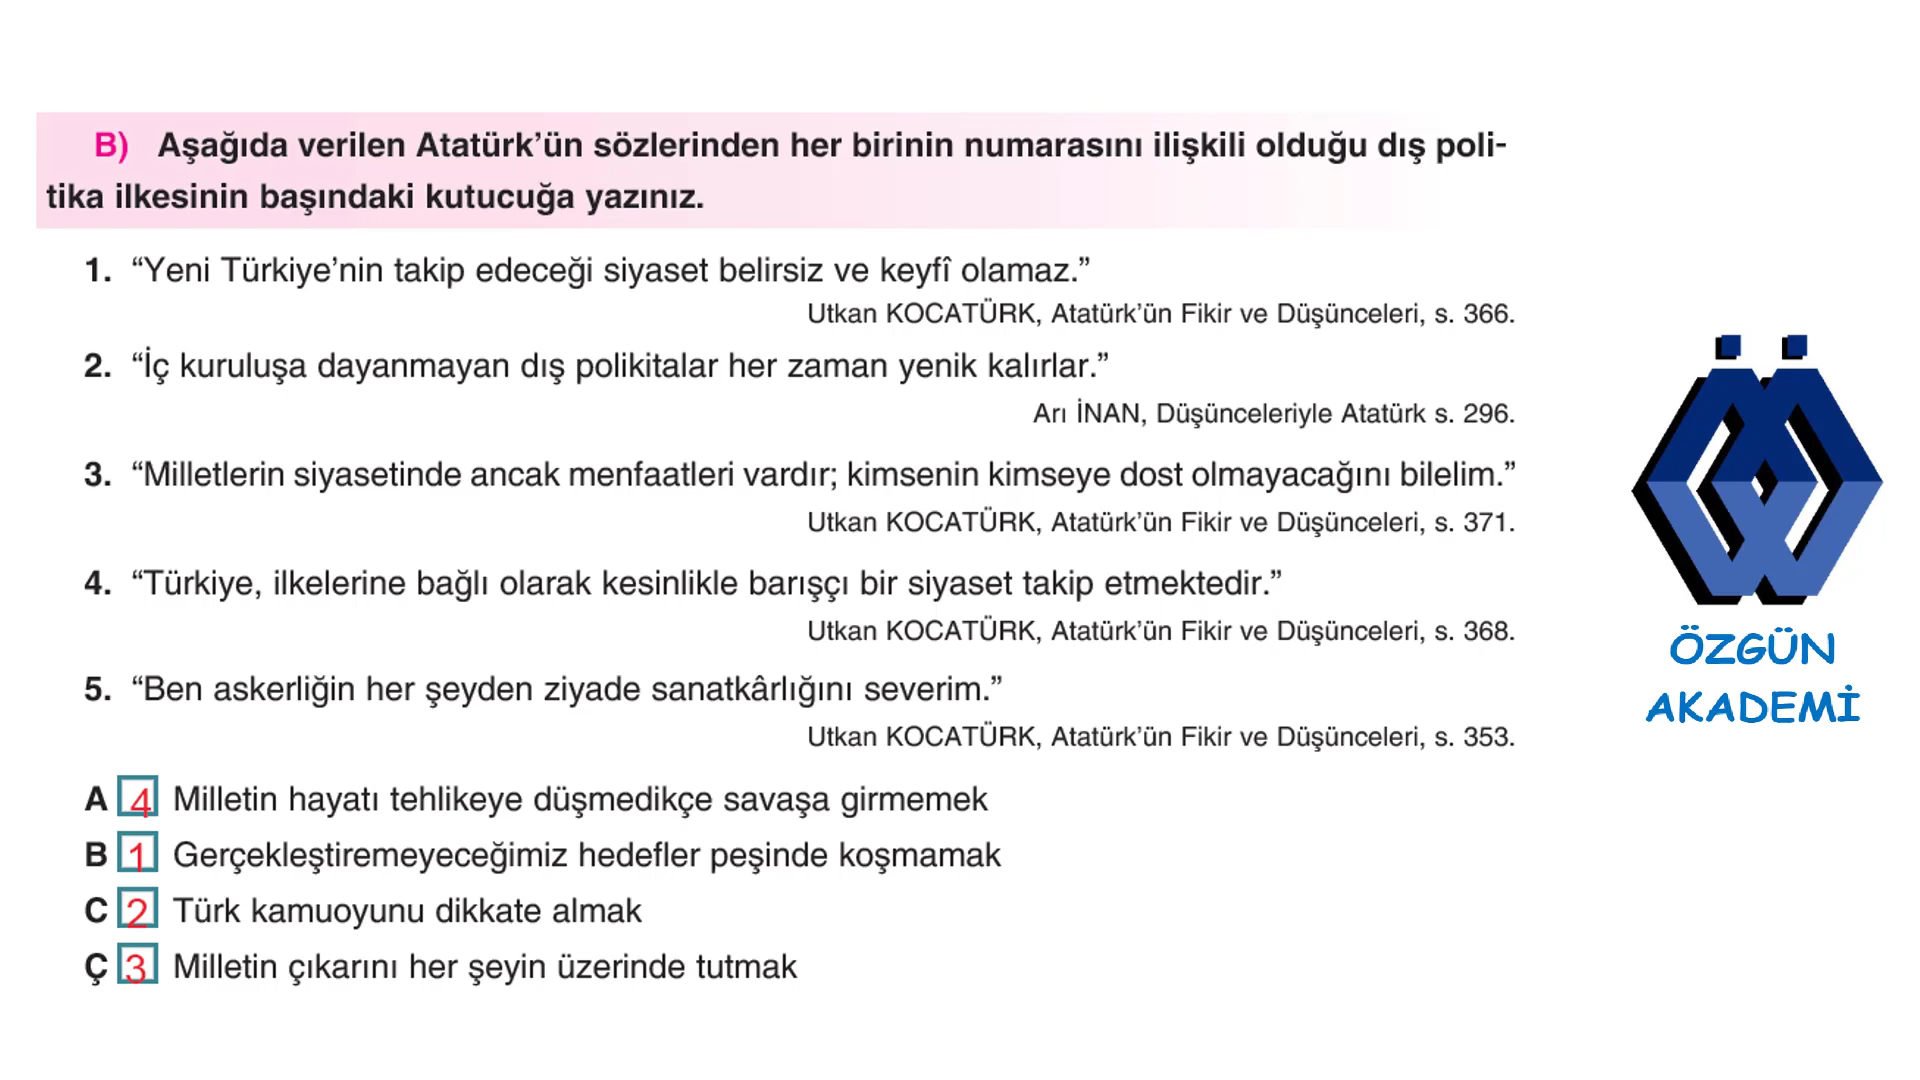 B) Aşağıda verilen Atatürk’ün sözlerinden her birinin numarasını ilişkili olduğu dış poli-
tika ilkesinin başındaki kutucuğa yazınız.
1. “Yeni Türkiye’nin takip edeceği siyaset belirsiz ve keyfî olamaz.”
Utkan KOCATÜRK, Atatürk’ün Fikir ve Düşünceleri, s. 366.
2. “İç kuruluşa dayanmayan dış polikitalar her zaman yenik kalırlar.”
Arı İNAN, Düşünceleriyle Atatürk s. 296.
3. “Milletlerin siyasetinde ancak menfaatleri vardır; kimsenin kimseye dost olmayacağını bilelim.”
Utkan KOCATÜRK, Atatürk’ün Fikir ve Düşünceleri, s. 371.
4. “Türkiye, ilkelerine bağlı olarak kesinlikle barışçı bir siyaset takip etmektedir.”
Utkan KOCATÜRK, Atatürk’ün Fikir ve Düşünceleri, s. 368.
5. “Ben askerliğin her şeyden ziyade sanatkârlığını severim.”
Utkan KOCATÜRK, Atatürk’ün Fikir ve Düşünceleri, s. 353.
A 4 Milletin hayatı tehlikeye düşmedikçe savaşa girmemek
B 1 Gerçekleştiremeyeceğimiz hedefler peşinde koşmamak
C 2 Türk kamuoyunu dikkate almak
Ç 3 Milletin çıkarını her şeyin üzerinde tutmak
ÖZGÜN
AKADEMİ